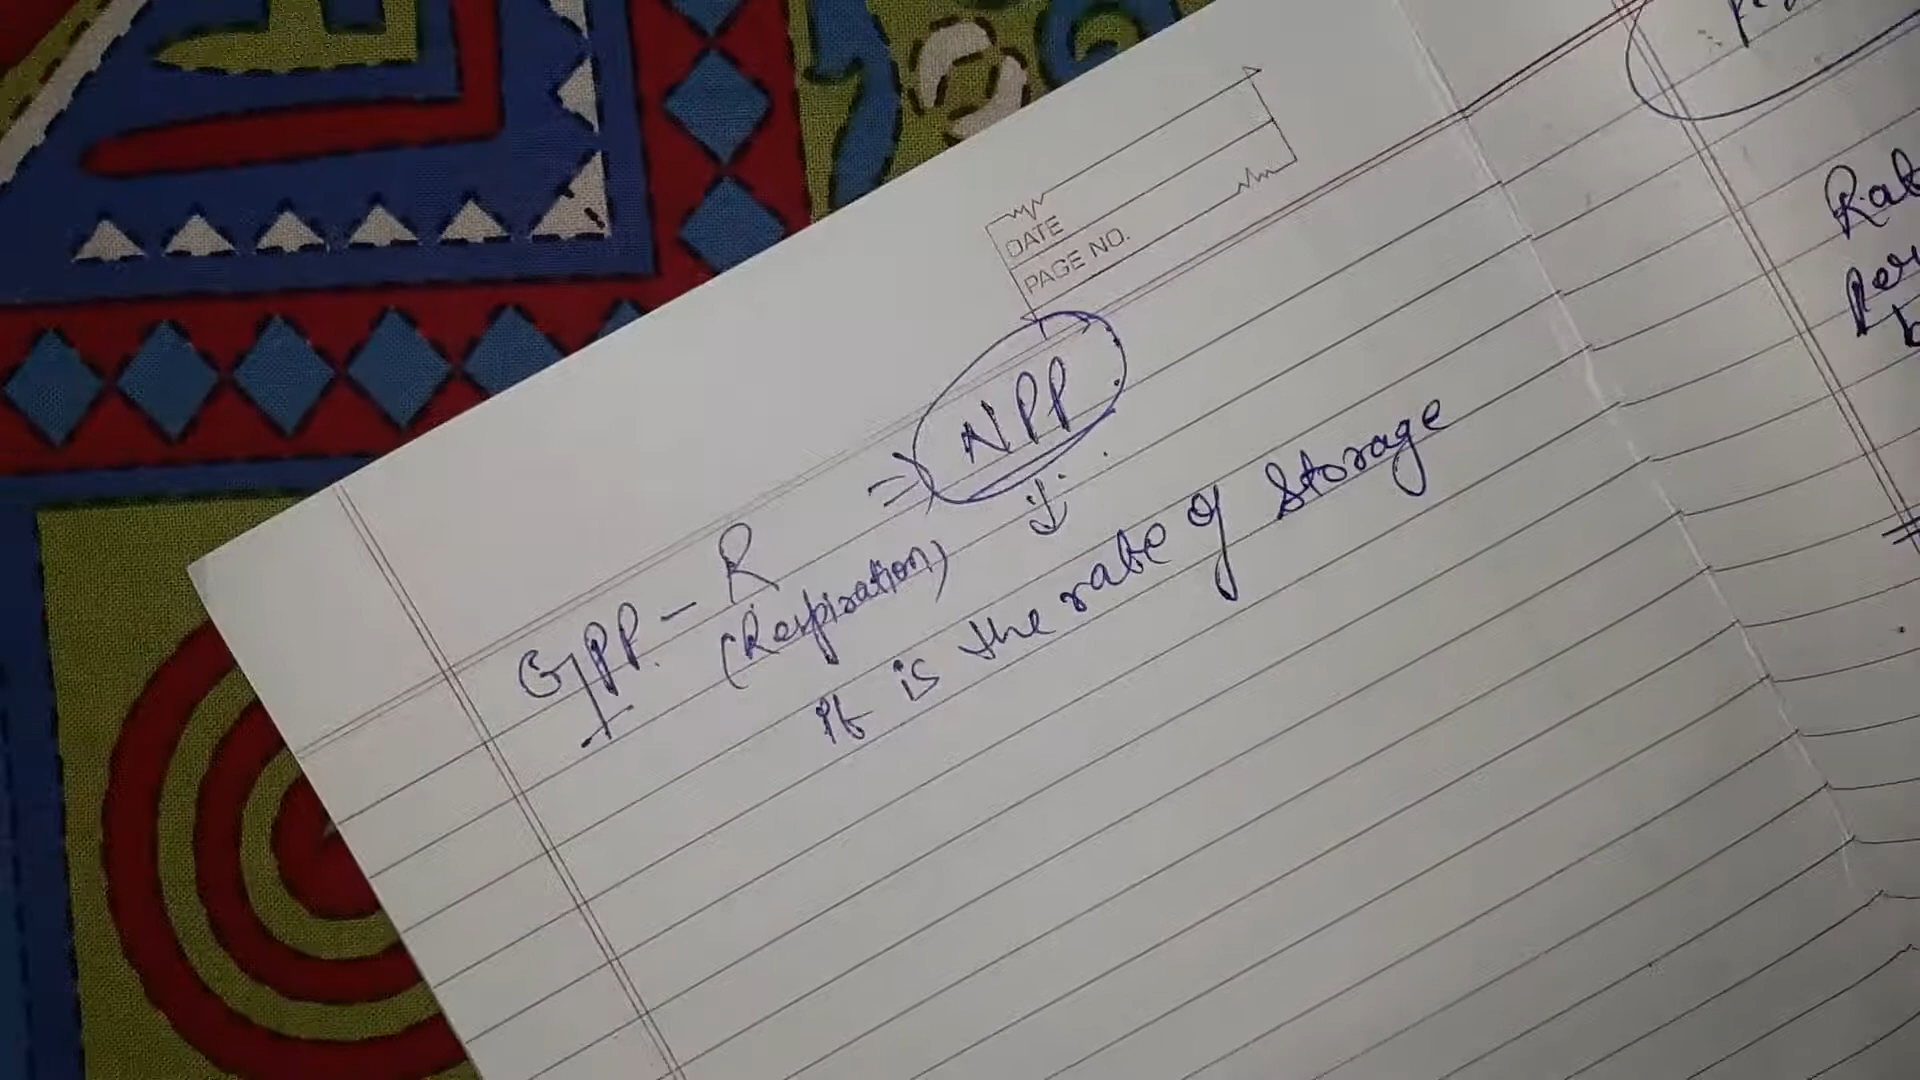 DATE
PAGE NO.
GPP - R = NPP
(Respiration)
It is the rate of Storage